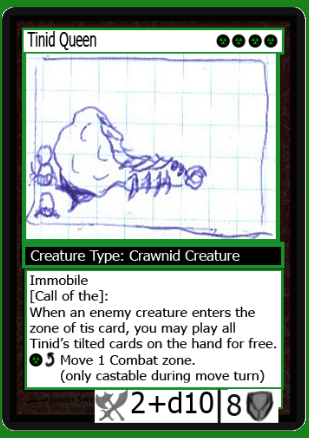 Tinid Queen
Creature Type: Crawnid Creature
Immobile
[Call of the]:
When an enemy creature enters the
zone of tis card, you may play all
Tinid's tilted cards on the hand for free.
Move 1 Combat zone.
(only castable during move turn)
Justin
2+d10 8